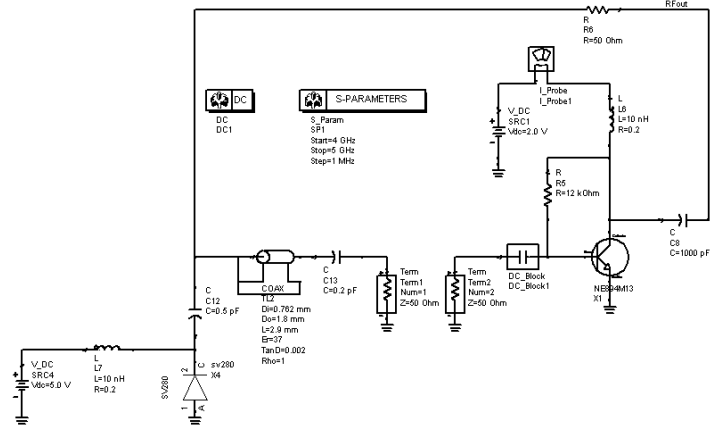 RFout
R
R6
R=50 Ohm
DC
DC
DC1
S-PARAMETERS
S_Param
SP1
Start=4 GHz
Stop=5 GHz
Step=1 MHz
I_Probe
I_Probe1
V_DC
SRC1
Vdc=2.0 V
L
L6
L=10 nH
R=0.2
R
R5
R=12 kOhm
C
C8
C=1000 pF
NE894M13
X1
DC_Block
DC_Block1
Term
Term2
Num=2
Z=50 Ohm
Term
Term1
Num=1
Z=50 Ohm
C
C13
C=0.2 pF
COAX
TL2
Di=0.762 mm
Do=1.8 mm
L=2.9 mm
Er=37
TanD=0.002
Rho=1
C
C12
C=0.5 pF
V_DC
SRC4
Vdc=5.0 V
L
L7
L=10 nH
R=0.2
SV280
2
C
1
A
sv280
X4